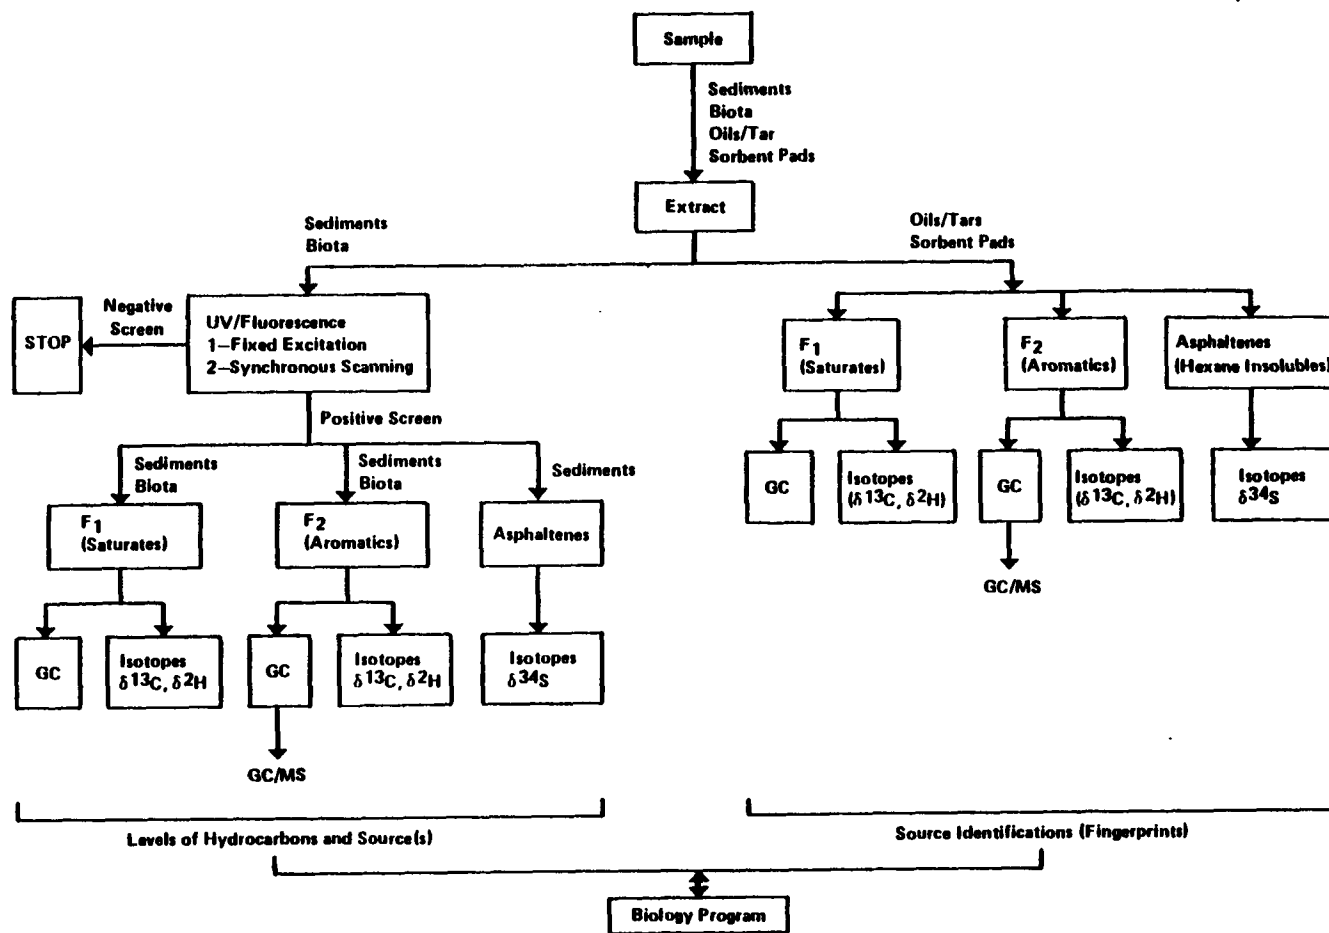 Sample
Sediments
Biota
Oils/Tar
Sorbent Pads
Extract
Sediments
Biota
Oils/Tars
Sorbent Pads
STOP
Negative
Screen
UV/Fluorescence
1–Fixed Excitation
2–Synchronous Scanning
Positive Screen
F1
(Saturates)
F2
(Aromatics)
Asphaltenes
(Hexane Insolubles)
GC
Isotopes
(δ13C, δ2H)
GC
Isotopes
(δ13C, δ2H)
Isotopes
δ34S
GC/MS
Sediments
Biota
Sediments
Biota
Sediments
F1
(Saturates)
F2
(Aromatics)
Asphaltenes
GC
Isotopes
δ13C, δ2H
GC
Isotopes
δ13C, δ2H
Isotopes
δ34S
GC/MS
Levels of Hydrocarbons and Source(s)
Source Identifications (Fingerprints)
Biology Program